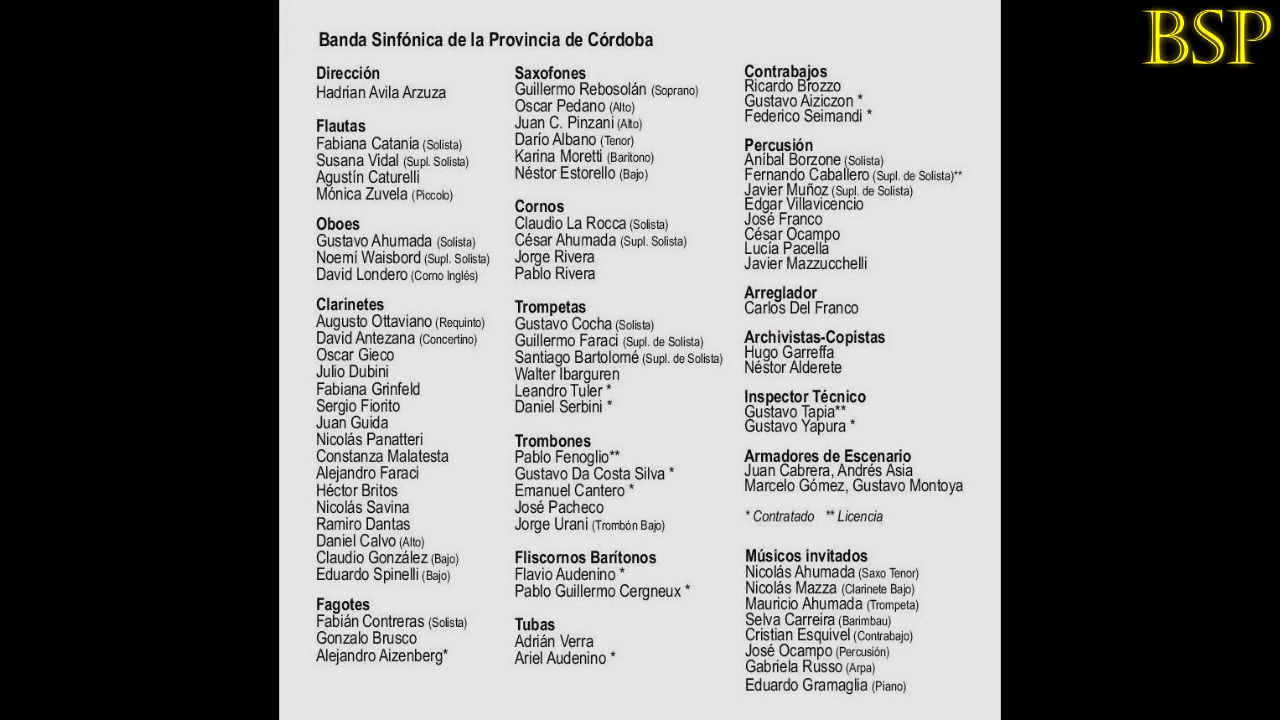 BSP
Banda Sinfónica de la Provincia de Córdoba
Dirección
Hadrian Avila Arzuza
Flautas
Fabiana Catania (Solista)
Susana Vidal (Supl. Solista)
Agustín Caturelli
Mónica Zuvela (Piccolo)
Oboes
Gustavo Ahumada (Solista)
Noemí Waisbord (Supl. Solista)
David Londero (Corno Inglés)
Clarinetes
Augusto Ottaviano (Requinto)
David Antezana (Concertino)
Oscar Gieco
Julio Dubini
Fabiana Grinfeld
Sergio Fiorito
Juan Guida
Nicolás Panatteri
Constanza Malatesta
Alejandro Faraci
Héctor Britos
Nicolás Savina
Ramiro Dantas
Daniel Calvo (Alto)
Claudio González (Bajo)
Eduardo Spinelli (Bajo)
Fagotes
Fabián Contreras (Solista)
Gonzalo Brusco
Alejandro Aizenberg*
Saxofones
Guillermo Rebosolán (Soprano)
Oscar Pedano (Alto)
Juan C. Pinzani (Alto)
Darío Albano (Tenor)
Karina Moretti (Barítono)
Néstor Estorello (Bajo)
Cornos
Claudio La Rocca (Solista)
César Ahumada (Supl. Solista)
Jorge Rivera
Pablo Rivera
Trompetas
Gustavo Cocha (Solista)
Guillermo Faraci (Supl. de Solista)
Santiago Bartolomé (Supl. de Solista)
Walter Ibarguren
Leandro Tuler *
Daniel Serbini *
Trombones
Pablo Fenoglio**
Gustavo Da Costa Silva *
Emanuel Cantero *
José Pacheco
Jorge Urani (Trombón Bajo)
Fliscornos Barítonos
Flavio Audenino *
Pablo Guillermo Cergneux *
Tubas
Adrián Verra
Ariel Audenino *
Contrabajos
Ricardo Brozzo
Gustavo Aiziczon *
Federico Seimandi *
Percusión
Aníbal Borzone (Solista)
Fernando Caballero (Supl. de Solista)**
Javier Muñoz (Supl. de Solista)
Edgar Villavicencio
José Franco
César Ocampo
Lucía Pacella
Javier Mazzucchelli
Arreglador
Carlos Del Franco
Archivistas-Copistas
Hugo Garreffa
Néstor Alderete
Inspector Técnico
Gustavo Tapia**
Gustavo Yapura *
Armadores de Escenario
Juan Cabrera, Andrés Asia
Marcelo Gómez, Gustavo Montoya
* Contratado ** Licencia
Músicos invitados
Nicolás Ahumada (Saxo Tenor)
Nicolás Mazza (Clarinete Bajo)
Mauricio Ahumada (Trompeta)
Selva Carreira (Barimbau)
Cristian Esquivel (Contrabajo)
José Ocampo (Percusión)
Gabriela Russo (Arpa)
Eduardo Gramaglia (Piano)